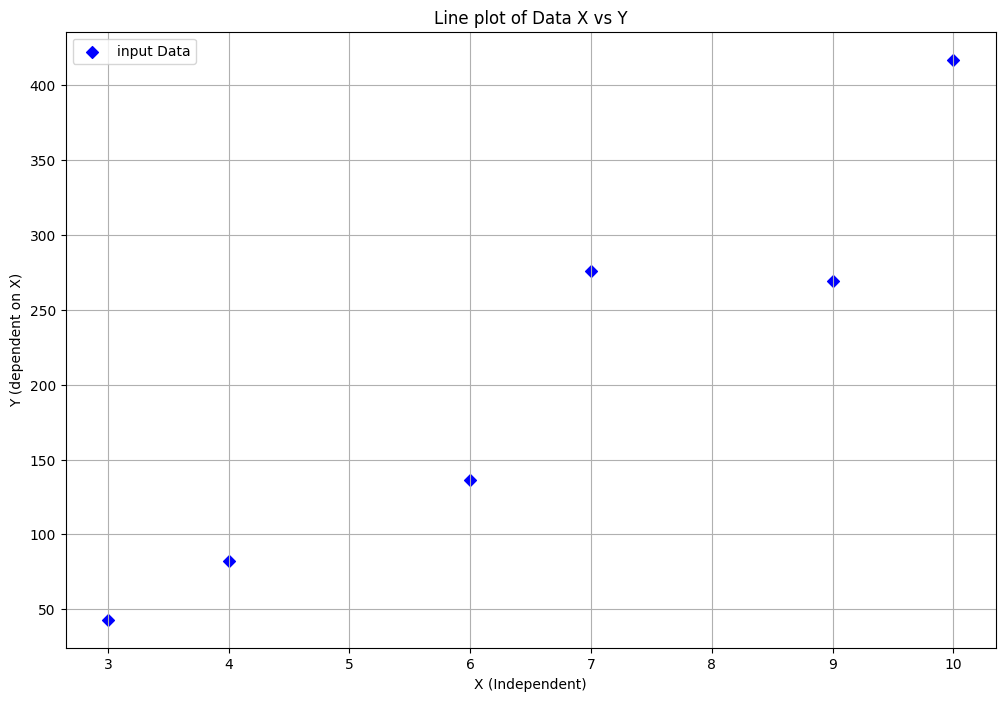 Line plot of Data X vs Y
input Data
400
350
300
250
200
150
100
50
Y (dependent on X)
3 4 5 6 7 8 9 10
X (Independent)